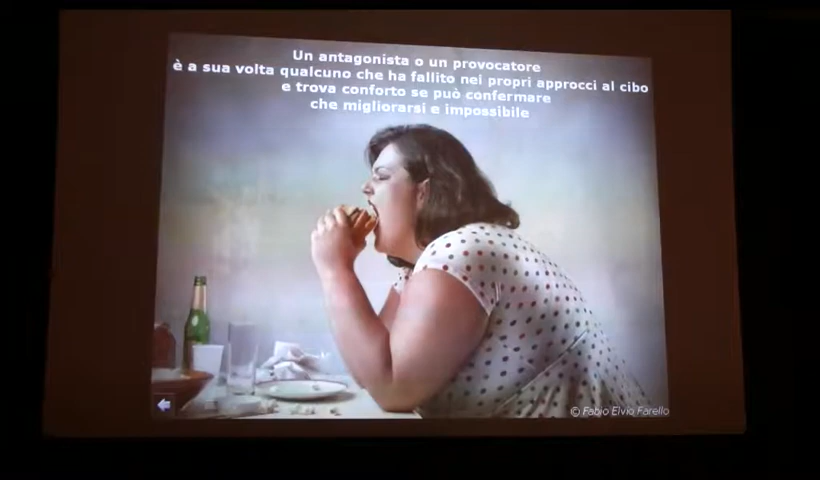 Un antagonista o un provocatore
è a sua volta qualcuno che ha fallito nei propri approcci al cibo
e trova conforto se può confermare
che migliorarsi e impossibile
© Fabio Elvio Farello